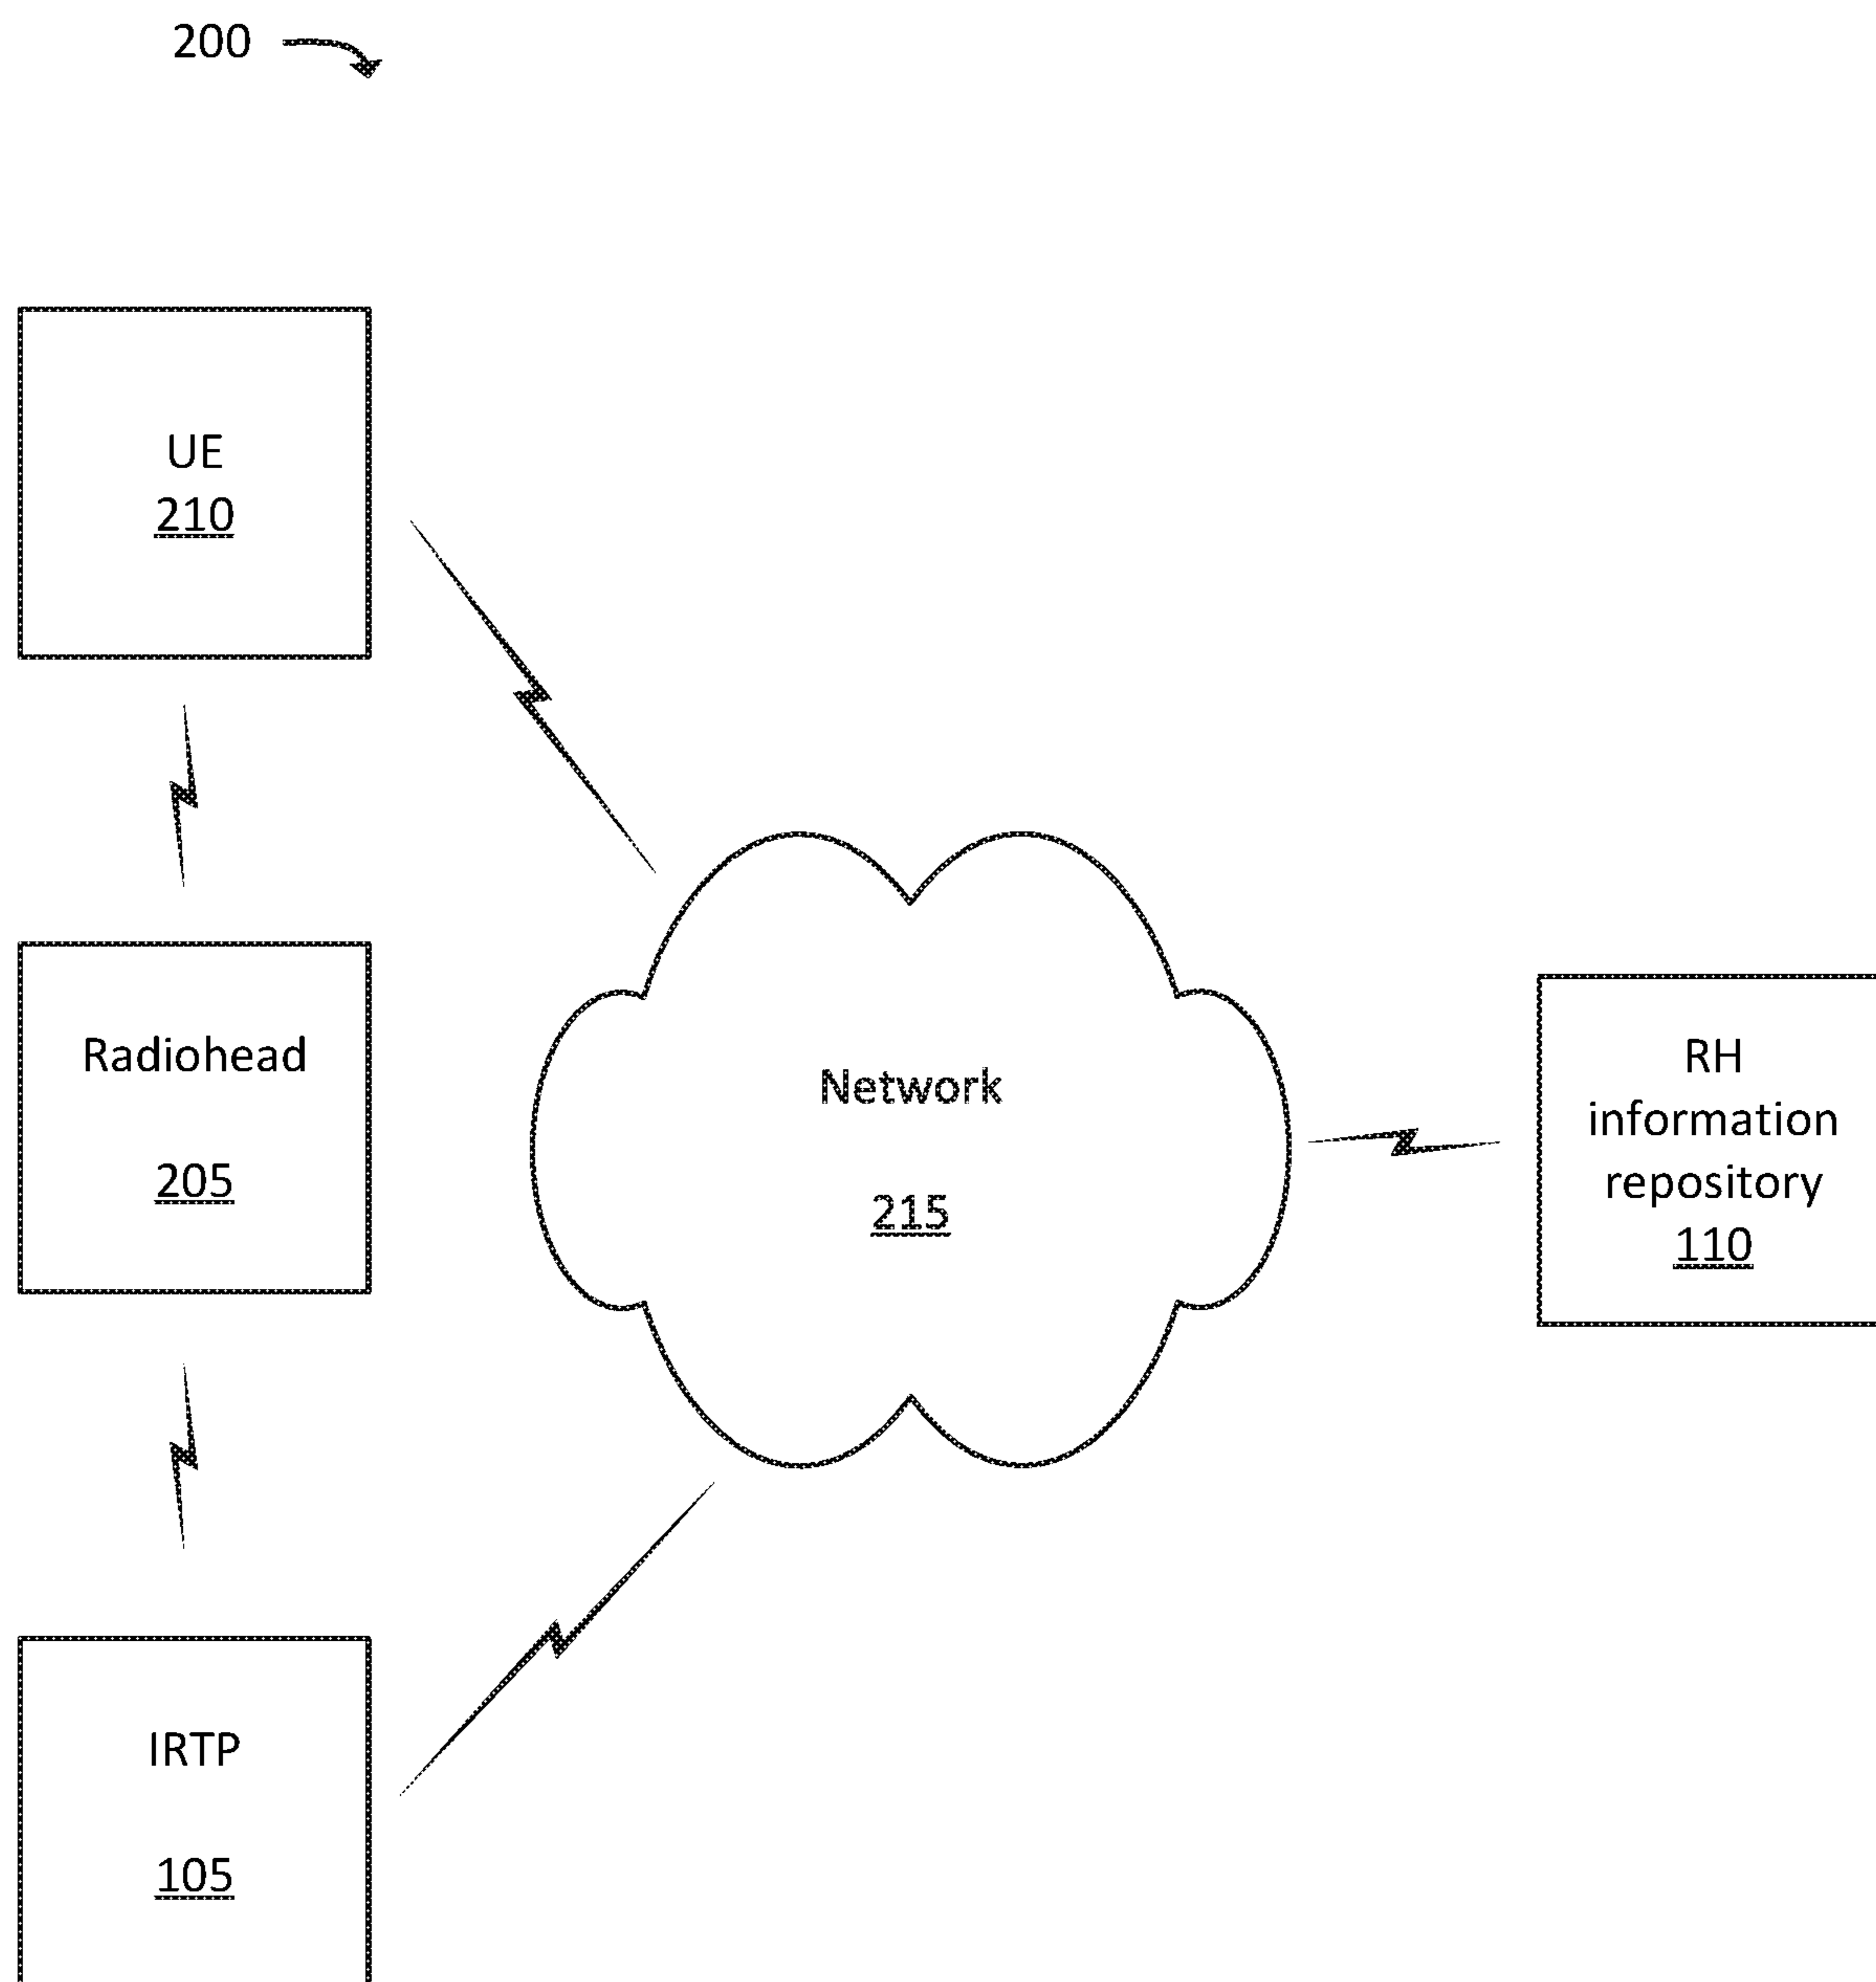 200
UE
210
Radiohead
205
Network
215
RH
information
repository
110
IRTP
105